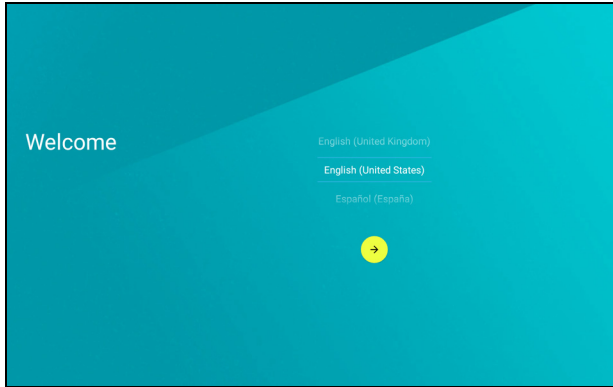 Welcome
English (United Kingdom)
English (United States)
Español (España)